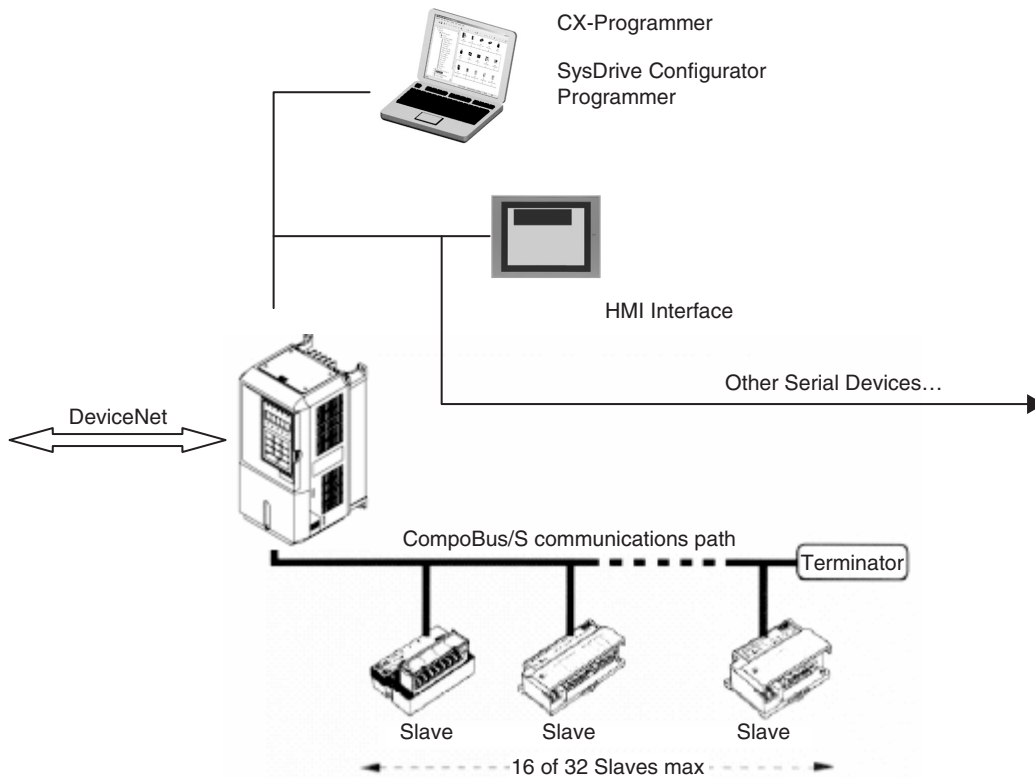 CX-Programmer
SysDrive Configurator
Programmer
HMI Interface
Other Serial Devices…
DeviceNet
CompoBus/S communications path
Terminator
Slave
Slave
Slave
16 of 32 Slaves max